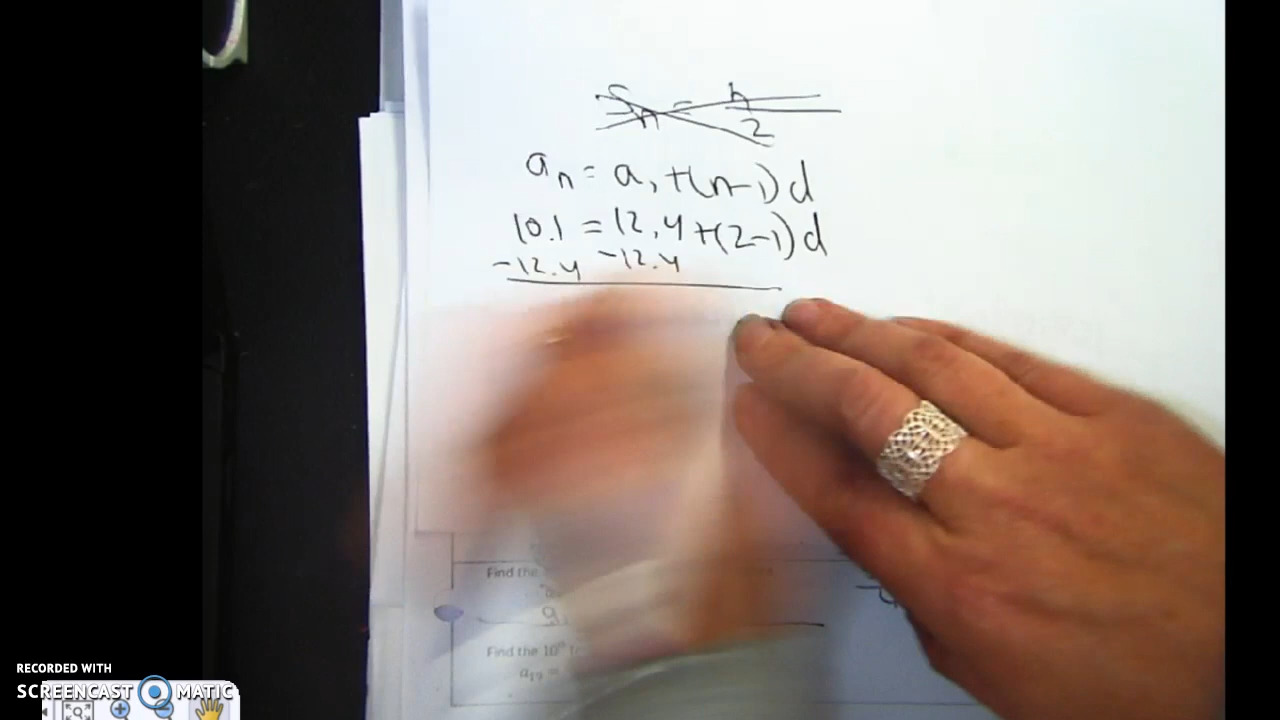 Sn = n/2
an = a1 + (n-1)d
10.1 = 12.4 + (2-1)d
-12.4 -12.4
Find the
Find the 10th
RECORDED WITH
SCREENCAST MATIC